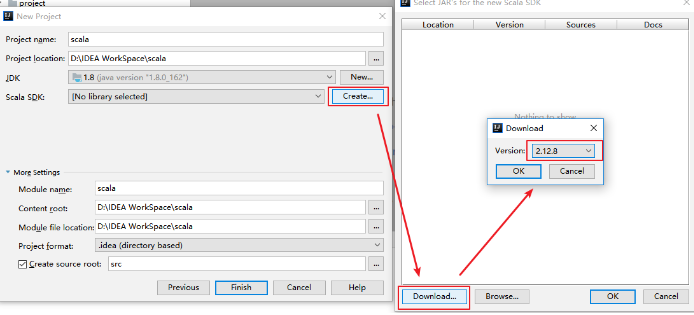 project
New Project
Project name: scala
Project location: D:\IDEA WorkSpace\scala ...
JDK 1.8 (java version "1.8.0_162") New...
Scala SDK: [No library selected] Create...
More Settings
Module name: scala
Content root: D:\IDEA WorkSpace\scala ...
Module file location: D:\IDEA WorkSpace\scala ...
Project format: .idea (directory based)
Create source root: src ...
Previous Finish Cancel Help
Select JAR's for the new Scala SDK
Location Version Sources Docs
Nothing to show
Download
Version: 2.12.8
OK Cancel
Download... Browse... OK Cancel